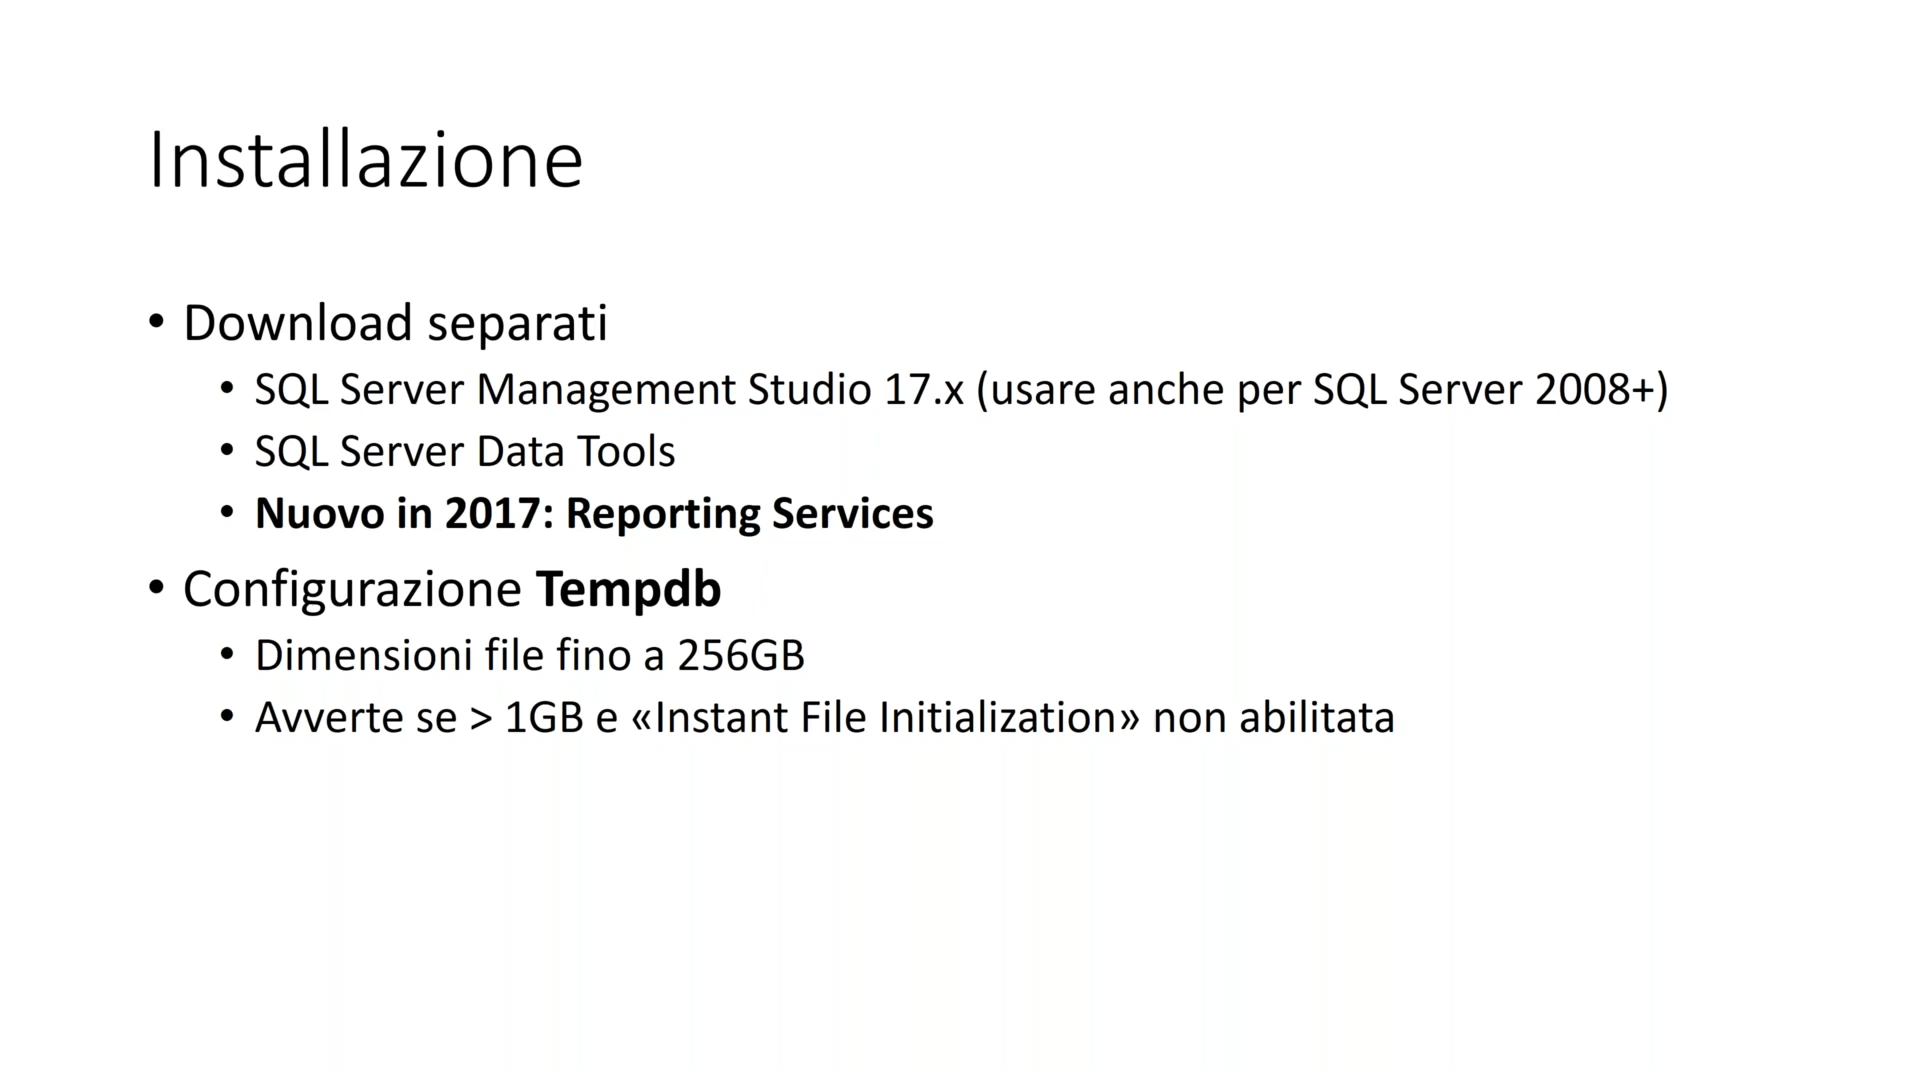 Installazione
• Download separati
• SQL Server Management Studio 17.x (usare anche per SQL Server 2008+)
• SQL Server Data Tools
• Nuovo in 2017: Reporting Services
• Configurazione Tempdb
• Dimensioni file fino a 256GB
• Avverte se > 1GB e «Instant File Initialization» non abilitata